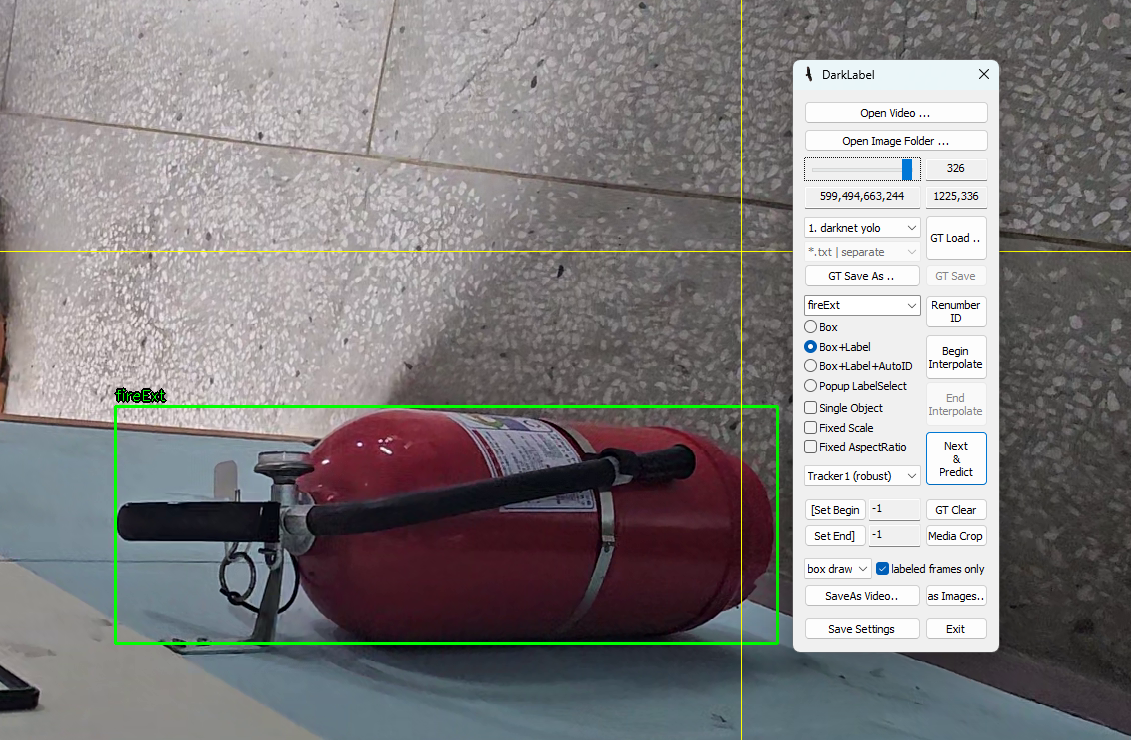 fireExt
DarkLabel
Open Video ...
Open Image Folder ...
326
599,494,663,244
1225,336
1. darknet yolo
GT Load ..
*.txt | separate
GT Save As ..
GT Save
fireExt
Renumber
ID
Box
Box+Label
Box+Label+AutoID
Popup LabelSelect
Begin
Interpolate
End
Interpolate
Single Object
Fixed Scale
Fixed AspectRatio
Next
&
Predict
Tracker1 (robust)
[Set Begin
-1
GT Clear
Set End]
-1
Media Crop
box draw
labeled frames only
SaveAs Video..
as Images..
Save Settings
Exit